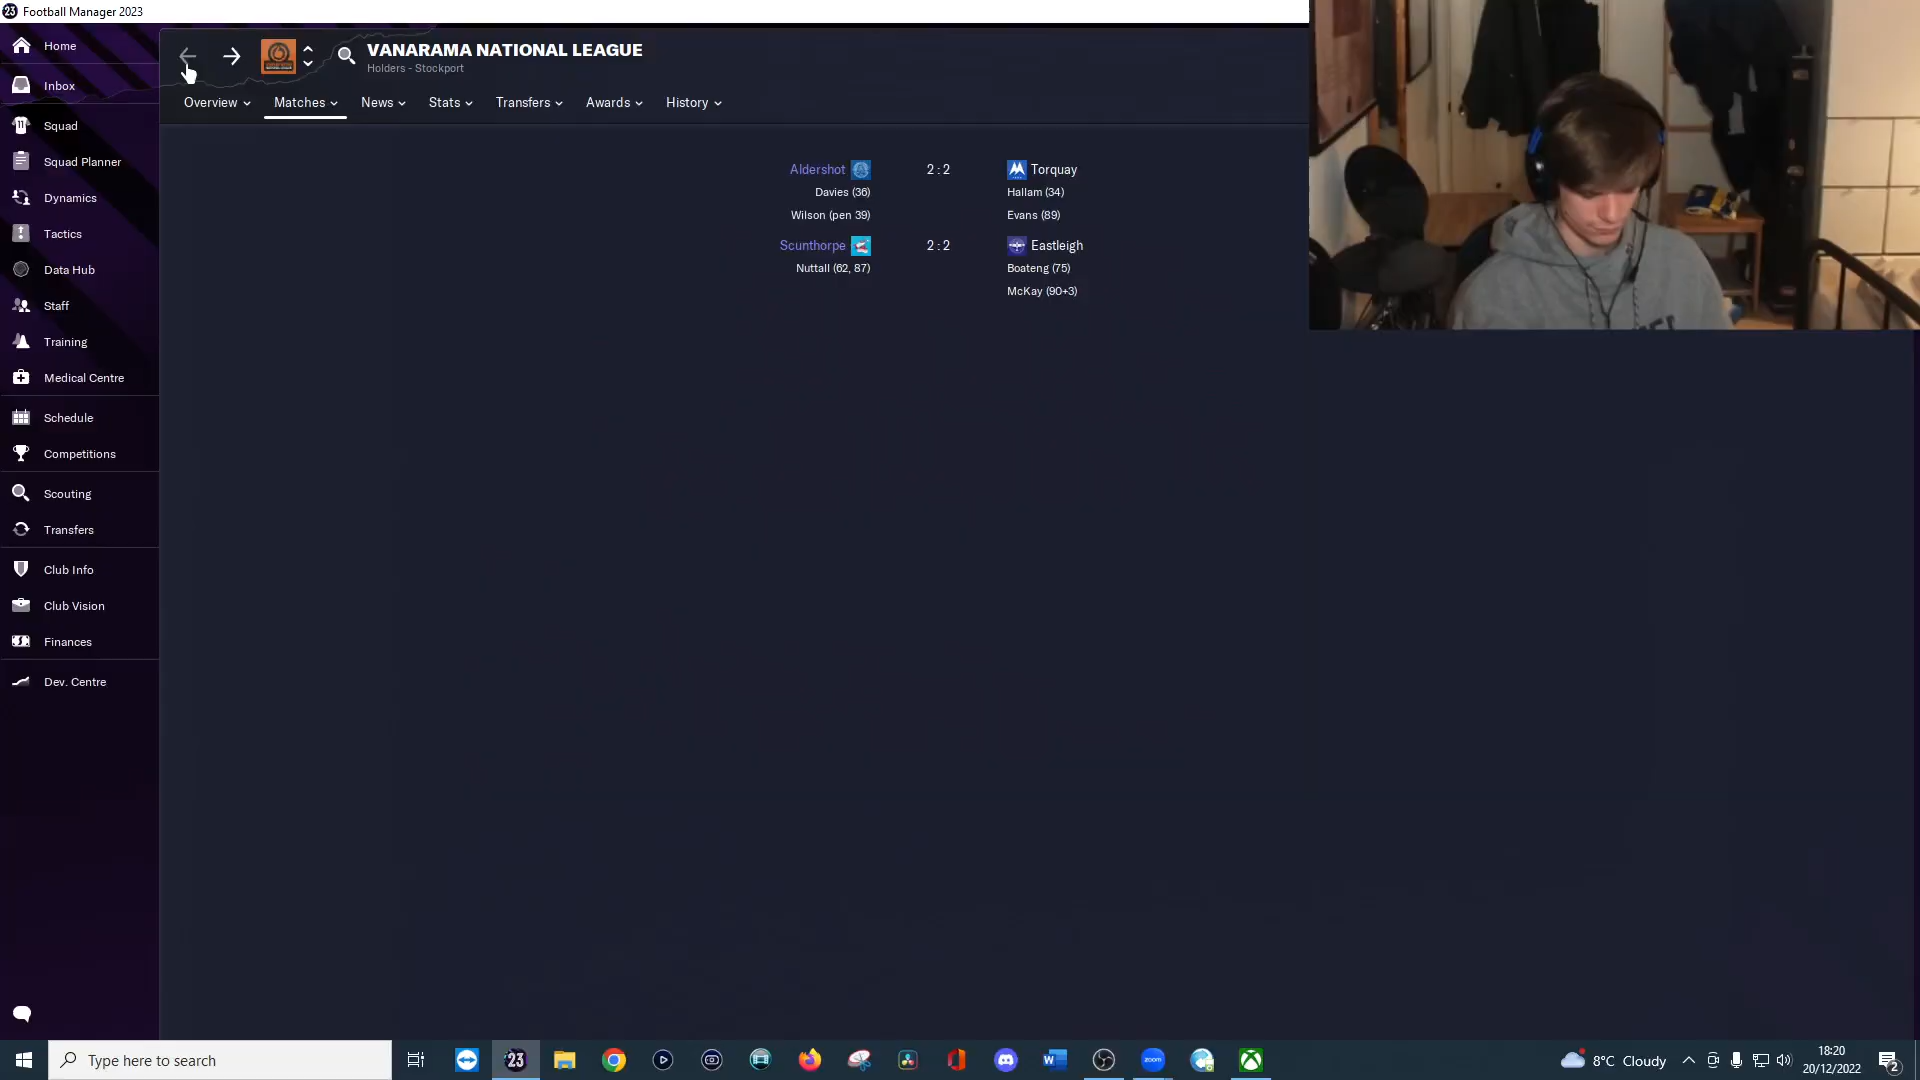 Football Manager 2023
VANARAMA NATIONAL LEAGUE
Holders - Stockport
Overview Matches News Stats Transfers Awards History
Home
Inbox
Squad
Squad Planner
Dynamics
Tactics
Data Hub
Staff
Training
Medical Centre
Schedule
Competitions
Scouting
Transfers
Club Info
Club Vision
Finances
Dev. Centre
Aldershot 2 : 2 Torquay
Davies (36) Hallam (34)
Wilson (pen 39) Evans (89)
Scunthorpe 2 : 2 Eastleigh
Nuttall (62, 87) Boateng (75)
McKay (90+3)
Type here to search
23
zoom
8°C Cloudy
18:20
20/12/2022
2